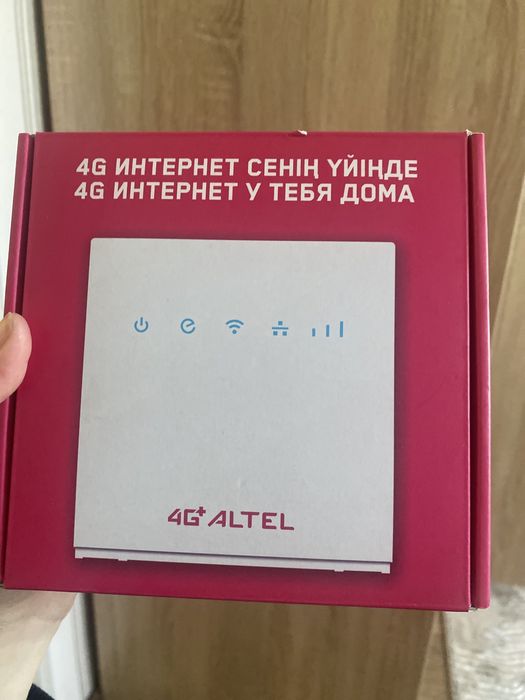 4G ИНТЕРНЕТ СЕНІҢ ҮЙІҢДЕ
4G ИНТЕРНЕТ У ТЕБЯ ДОМА
4G+ ALTEL